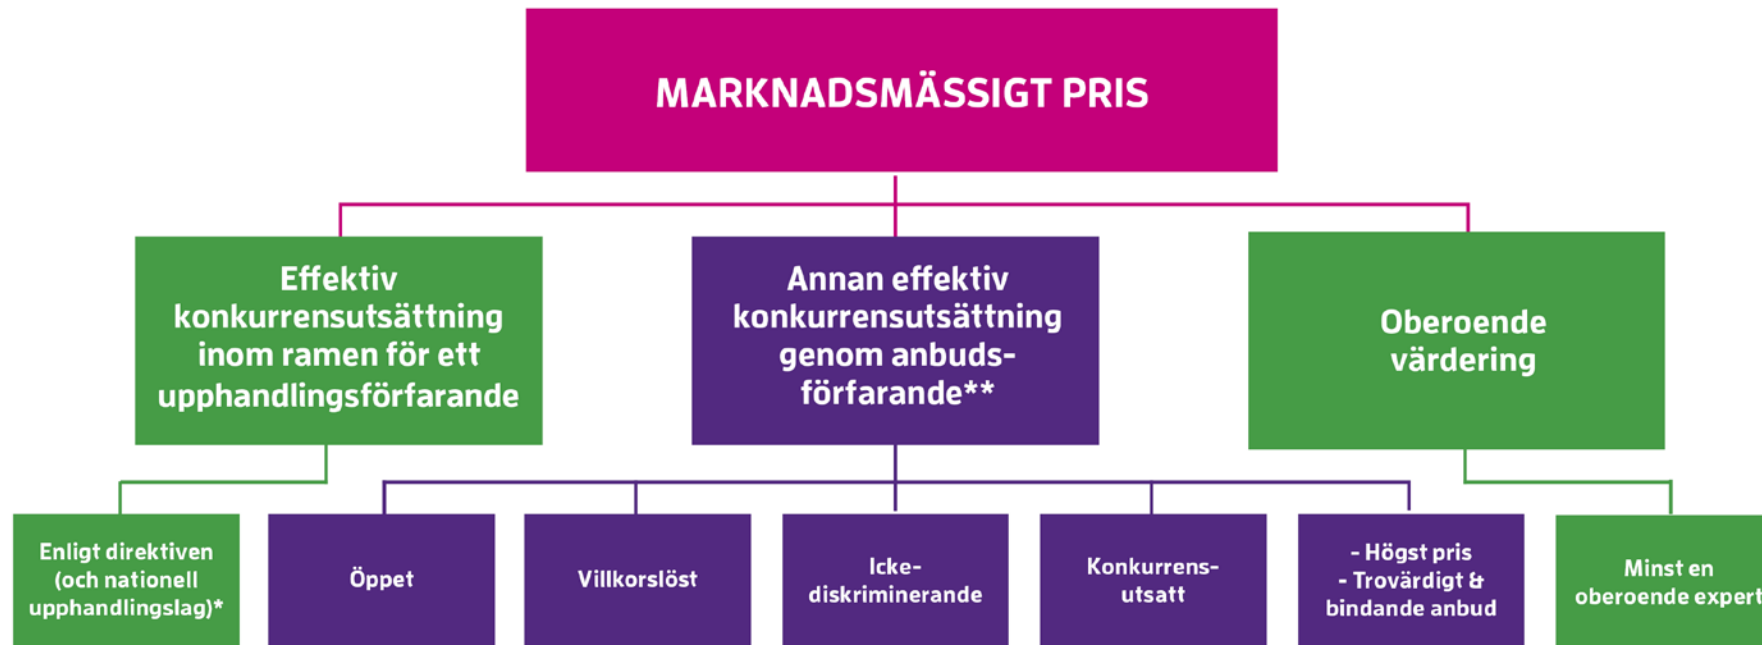 MARKNADSMÄSSIGT PRIS
Effektiv
konkurrensutsättning
inom ramen för ett
upphandlingsförfarande
Annan effektiv
konkurrensutsättning
genom anbuds-
förfarande**
Oberoende
värdering
Enligt direktiven
(och nationell
upphandlingslag)*
Öppet
Villkorslöst
Icke-
diskriminerande
Konkurrens-
utsatt
- Högst pris
- Trovärdigt &
bindande anbud
Minst en
oberoende expert